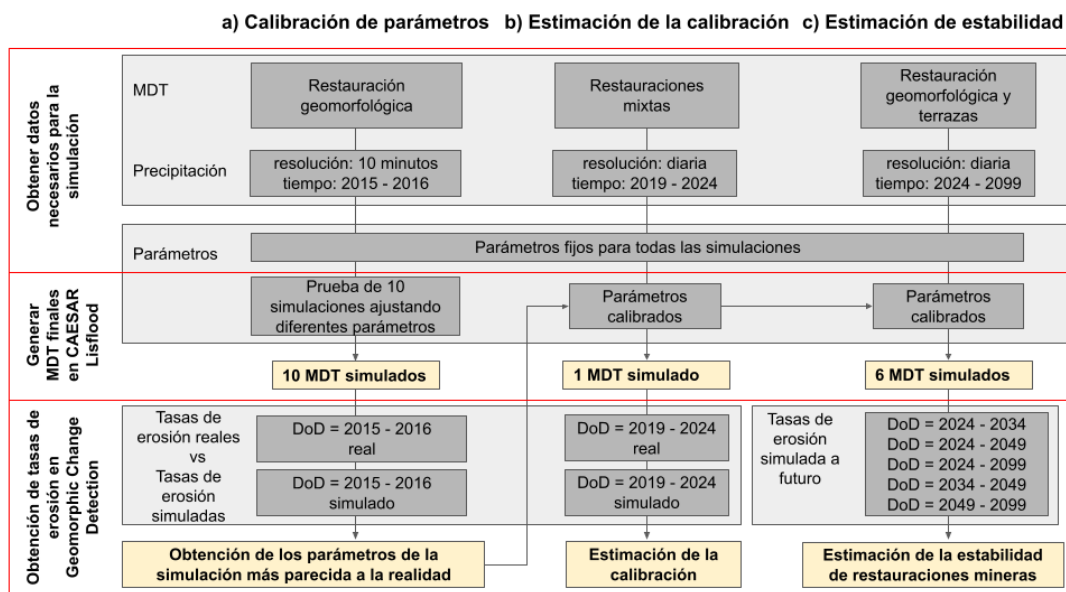 a) Calibración de parámetros b) Estimación de la calibración c) Estimación de estabilidad
Obtener datos
necesarios para la
simulación
MDT
Restauración
geomorfológica
Restauraciones
mixtas
Restauración
geomorfológica y
terrazas
Precipitación
resolución: 10 minutos
tiempo: 2015 - 2016
resolución: diaria
tiempo: 2019 - 2024
resolución: diaria
tiempo: 2024 - 2099
Parámetros
Parámetros fijos para todas las simulaciones
Generar
MDT finales
en CAESAR
Lisflood
Prueba de 10
simulaciones ajustando
diferentes parámetros
Parámetros
calibrados
Parámetros
calibrados
10 MDT simulados
1 MDT simulado
6 MDT simulados
Obtención de tasas de
erosión en
Geomorphic Change
Detection
Tasas de
erosión reales
vs
Tasas de
erosión
simuladas
DoD = 2015 - 2016
real
DoD = 2015 - 2016
simulado
DoD = 2019 - 2024
real
DoD = 2019 - 2024
simulado
Tasas de
erosión
simulada a
futuro
DoD = 2024 - 2034
DoD = 2024 - 2049
DoD = 2024 - 2099
DoD = 2034 - 2049
DoD = 2049 - 2099
Obtención de los parámetros de la
simulación más parecida a la realidad
Estimación de la
calibración
Estimación de la estabilidad
de restauraciones mineras